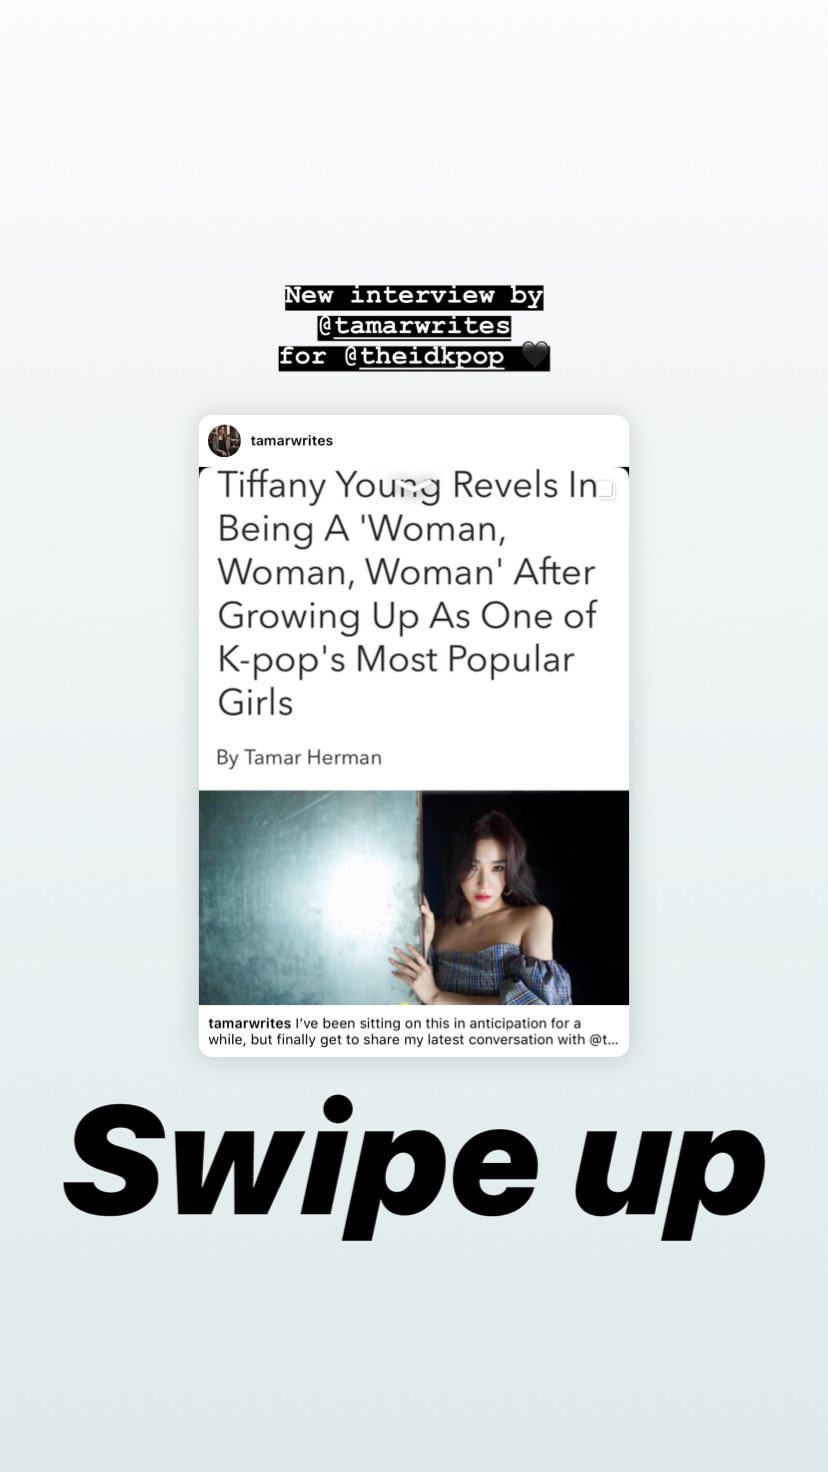 New interview by
@tamarwrites
for @theidkpop 🖤
tamarwrites
Tiffany Young Revels In
Being A 'Woman,
Woman, Woman' After
Growing Up As One of
K-pop's Most Popular
Girls
By Tamar Herman
tamarwrites I've been sitting on this in anticipation for a
while, but finally get to share my latest conversation with @t...
Swipe up